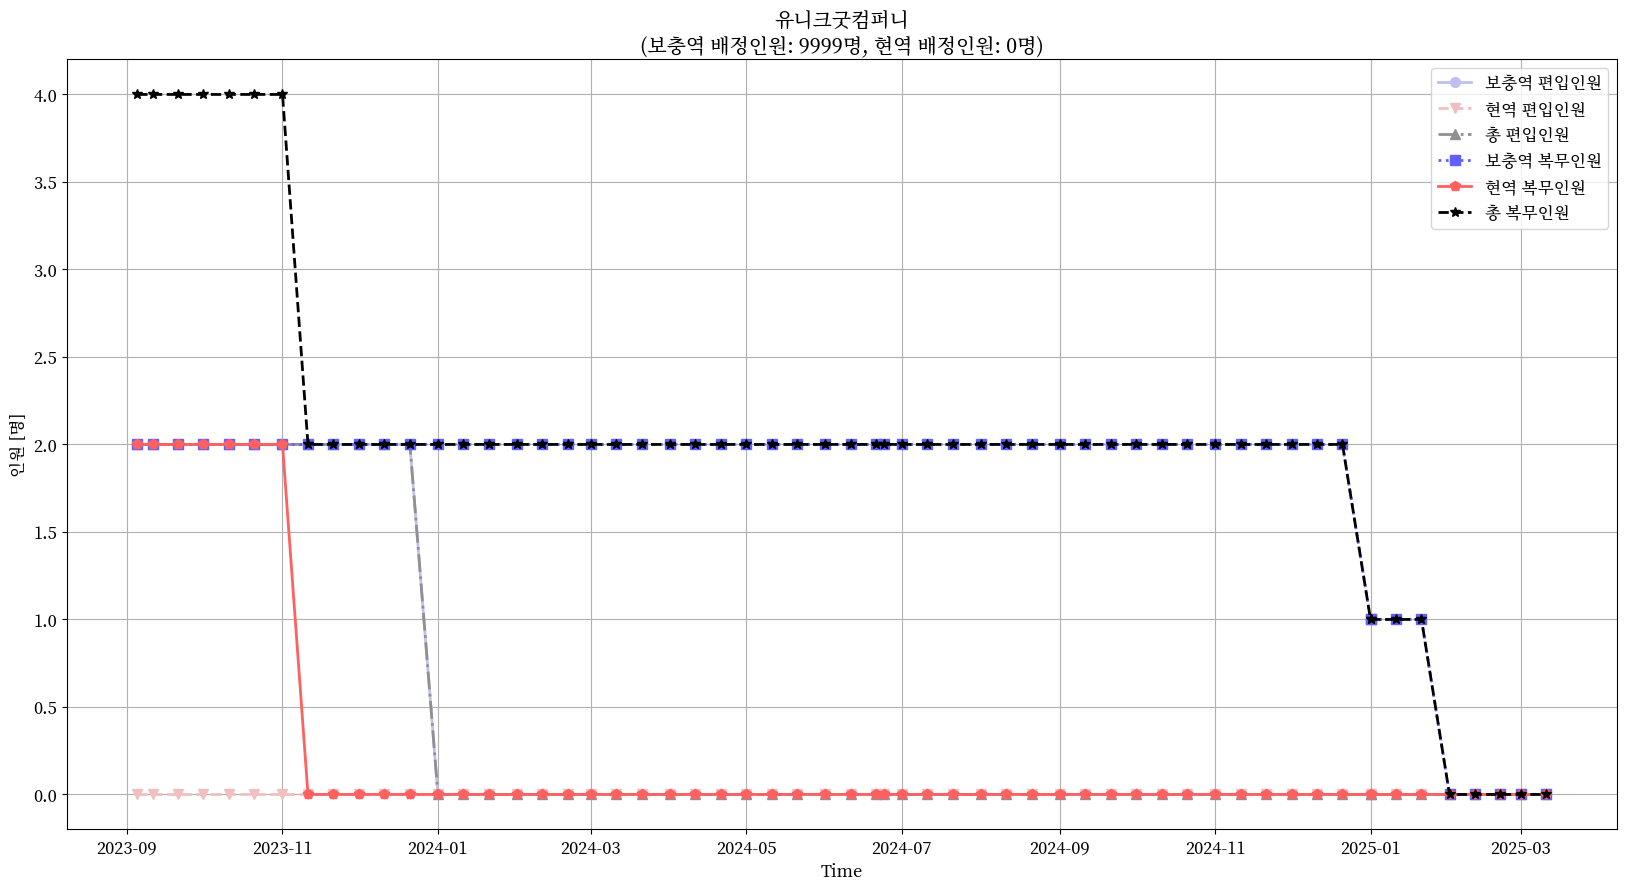 유니크굿컴퍼니
(보충역 배정인원: 9999명, 현역 배정인원: 0명)
보충역 편입인원
현역 편입인원
총 편입인원
보충역 복무인원
현역 복무인원
총 복무인원
인원 [명]
4.0
3.5
3.0
2.5
2.0
1.5
1.0
0.5
0.0
2023-09 2023-11 2024-01 2024-03 2024-05 2024-07 2024-09 2024-11 2025-01 2025-03
Time